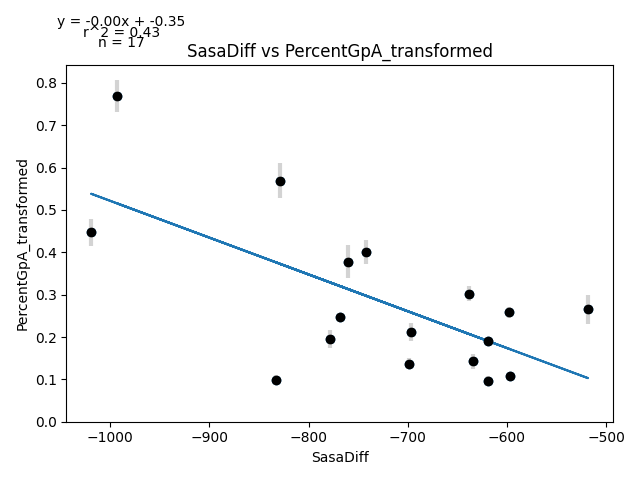 y = -0.00x + -0.35
r^2 = 0.43
n = 17
SasaDiff vs PercentGpA_transformed
PercentGpA_transformed
0.8
0.7
0.6
0.5
0.4
0.3
0.2
0.1
0.0
−1000 −900 −800 −700 −600 −500
SasaDiff